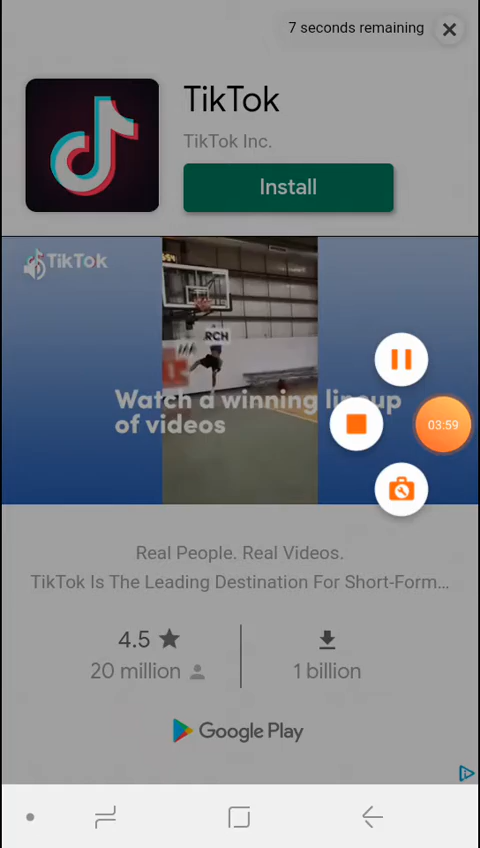 7 seconds remaining
TikTok
TikTok Inc.
Install
TikTok
RCH
Watch a winning lineup
of videos
03:59
Real People. Real Videos.
TikTok Is The Leading Destination For Short-Form...
4.5
20 million
1 billion
Google Play